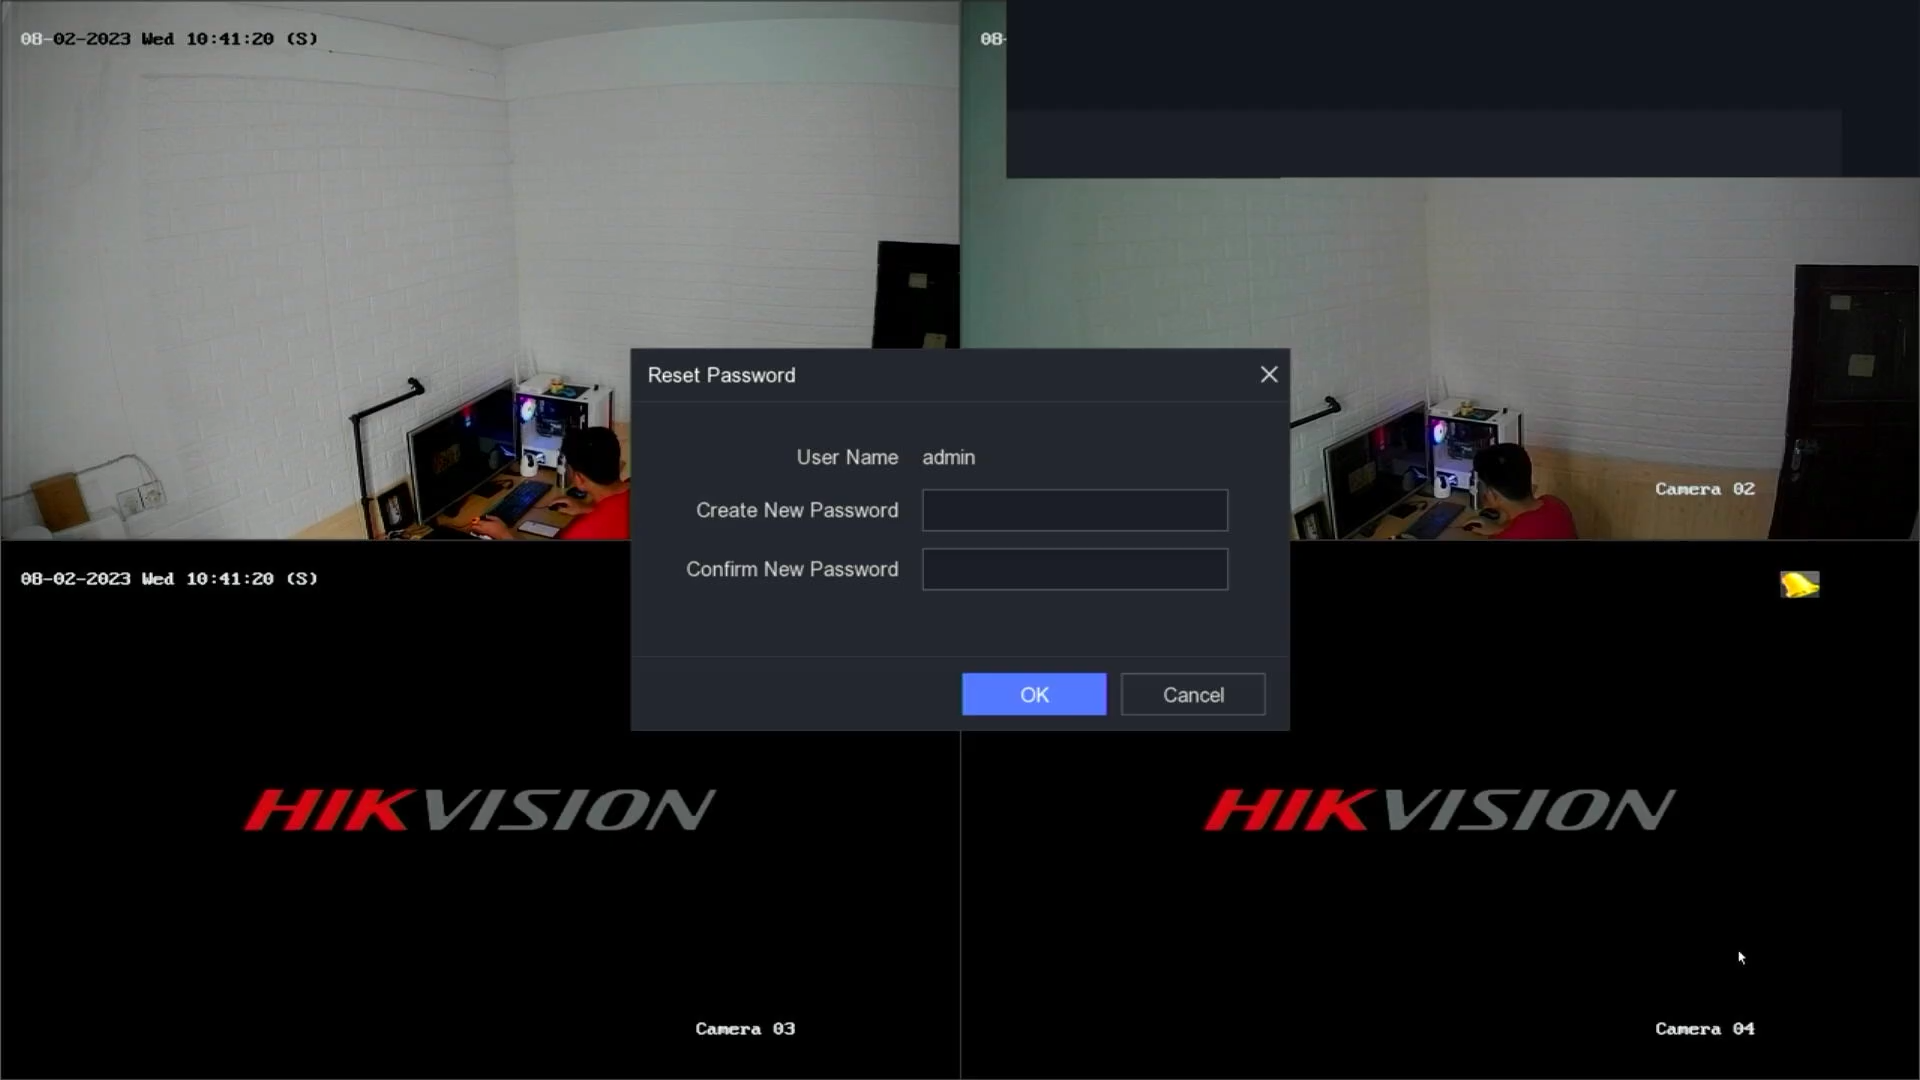 08-02-2023 Wed 10:41:20 (S)
08-
Reset Password
User Name admin
Create New Password
Confirm New Password
Camera 02
08-02-2023 Wed 10:41:20 (S)
OK
Cancel
HIKVISION
HIKVISION
Camera 03
Camera 04